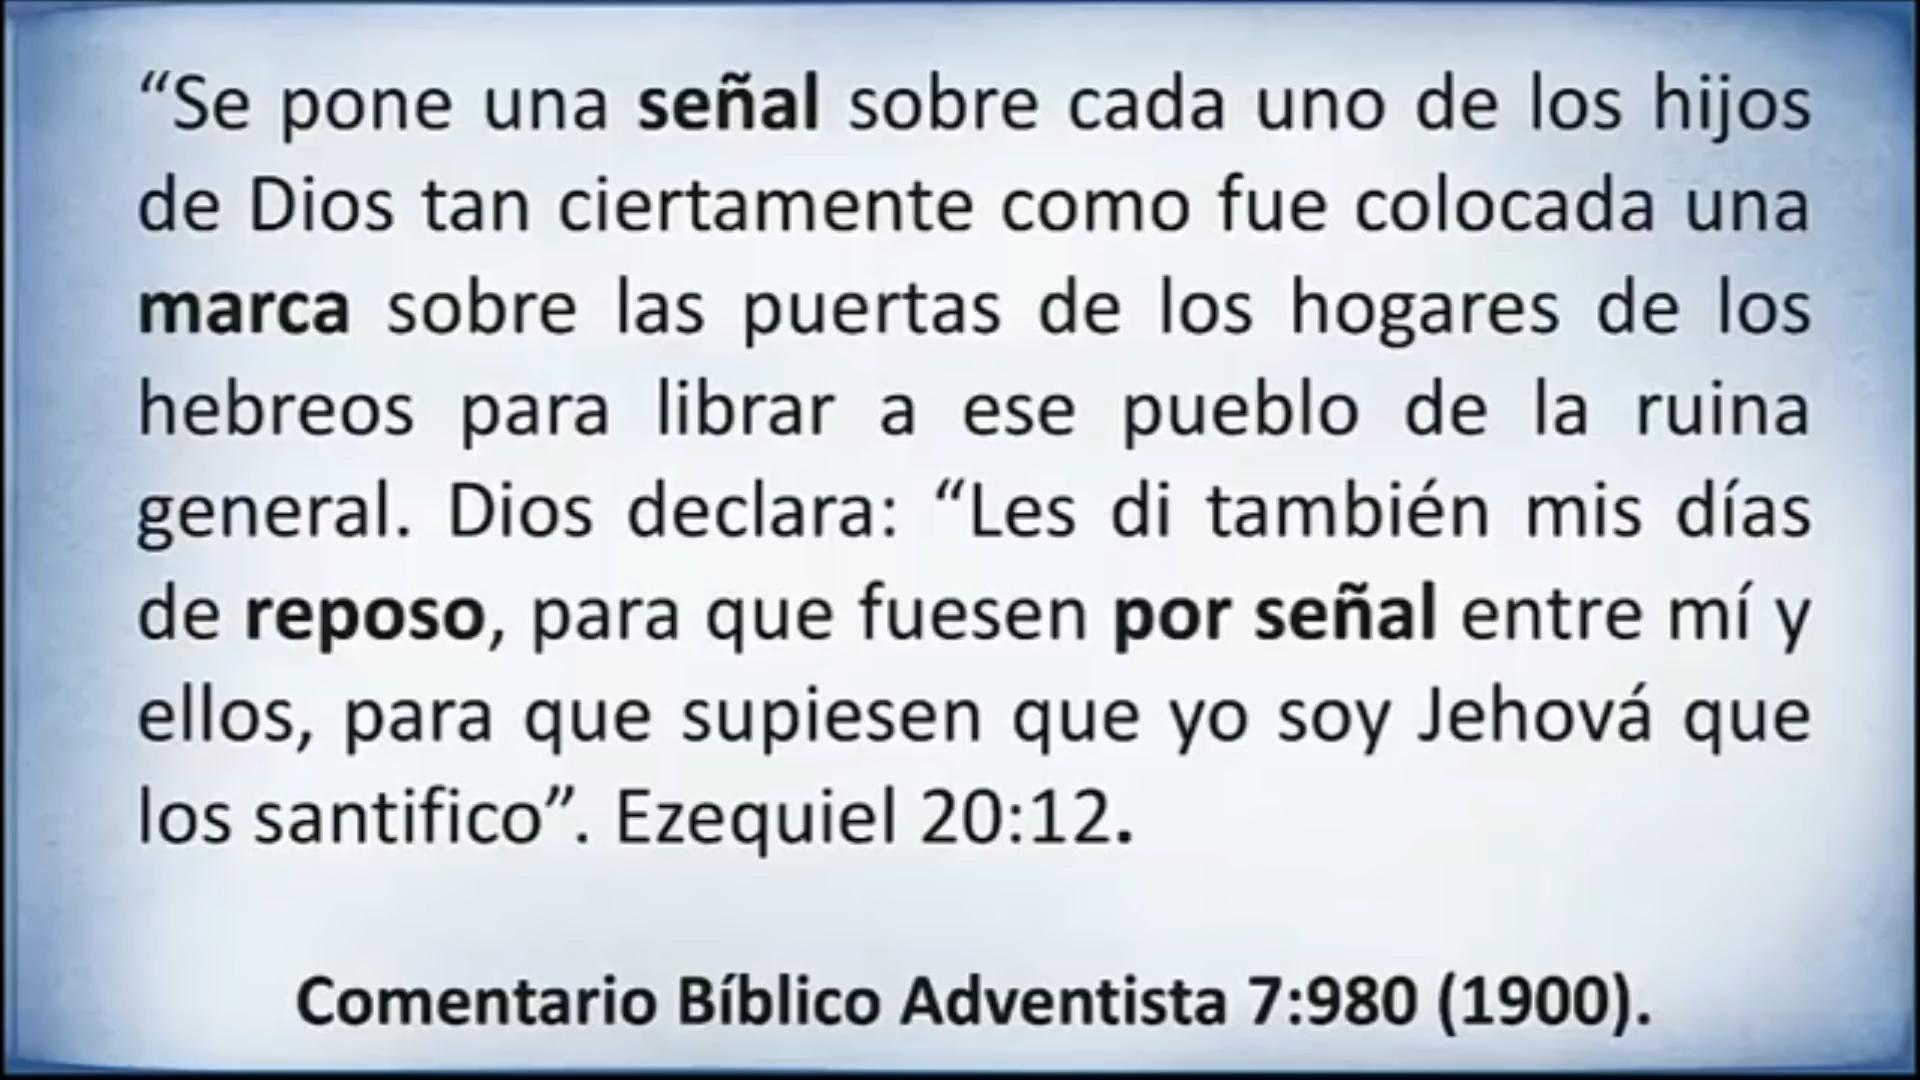 “Se pone una señal sobre cada uno de los hijos
de Dios tan ciertamente como fue colocada una
marca sobre las puertas de los hogares de los
hebreos para librar a ese pueblo de la ruina
general. Dios declara: “Les di también mis días
de reposo, para que fuesen por señal entre mí y
ellos, para que supiesen que yo soy Jehová que
los santifico”. Ezequiel 20:12.
Comentario Bíblico Adventista 7:980 (1900).